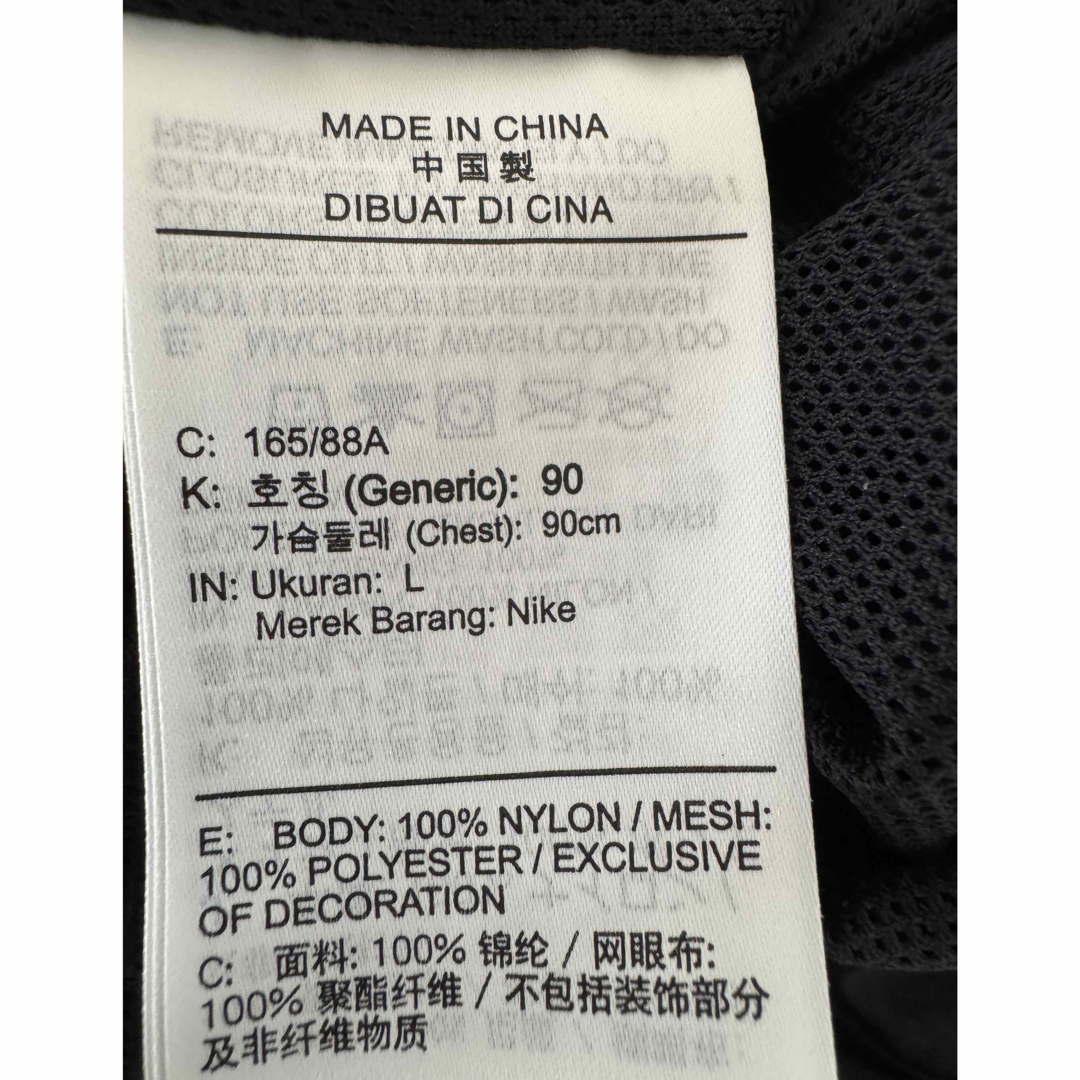 MADE IN CHINA
中国製
DIBUAT DI CINA
C: 165/88A
K: 호칭 (Generic): 90
가슴둘레 (Chest): 90cm
IN: Ukuran: L
Merek Barang: Nike
E: BODY: 100% NYLON / MESH:
100% POLYESTER / EXCLUSIVE
OF DECORATION
C: 面料: 100% 锦纶 / 网眼布:
100% 聚酯纤维 / 不包括装饰部分
及非纤维物质